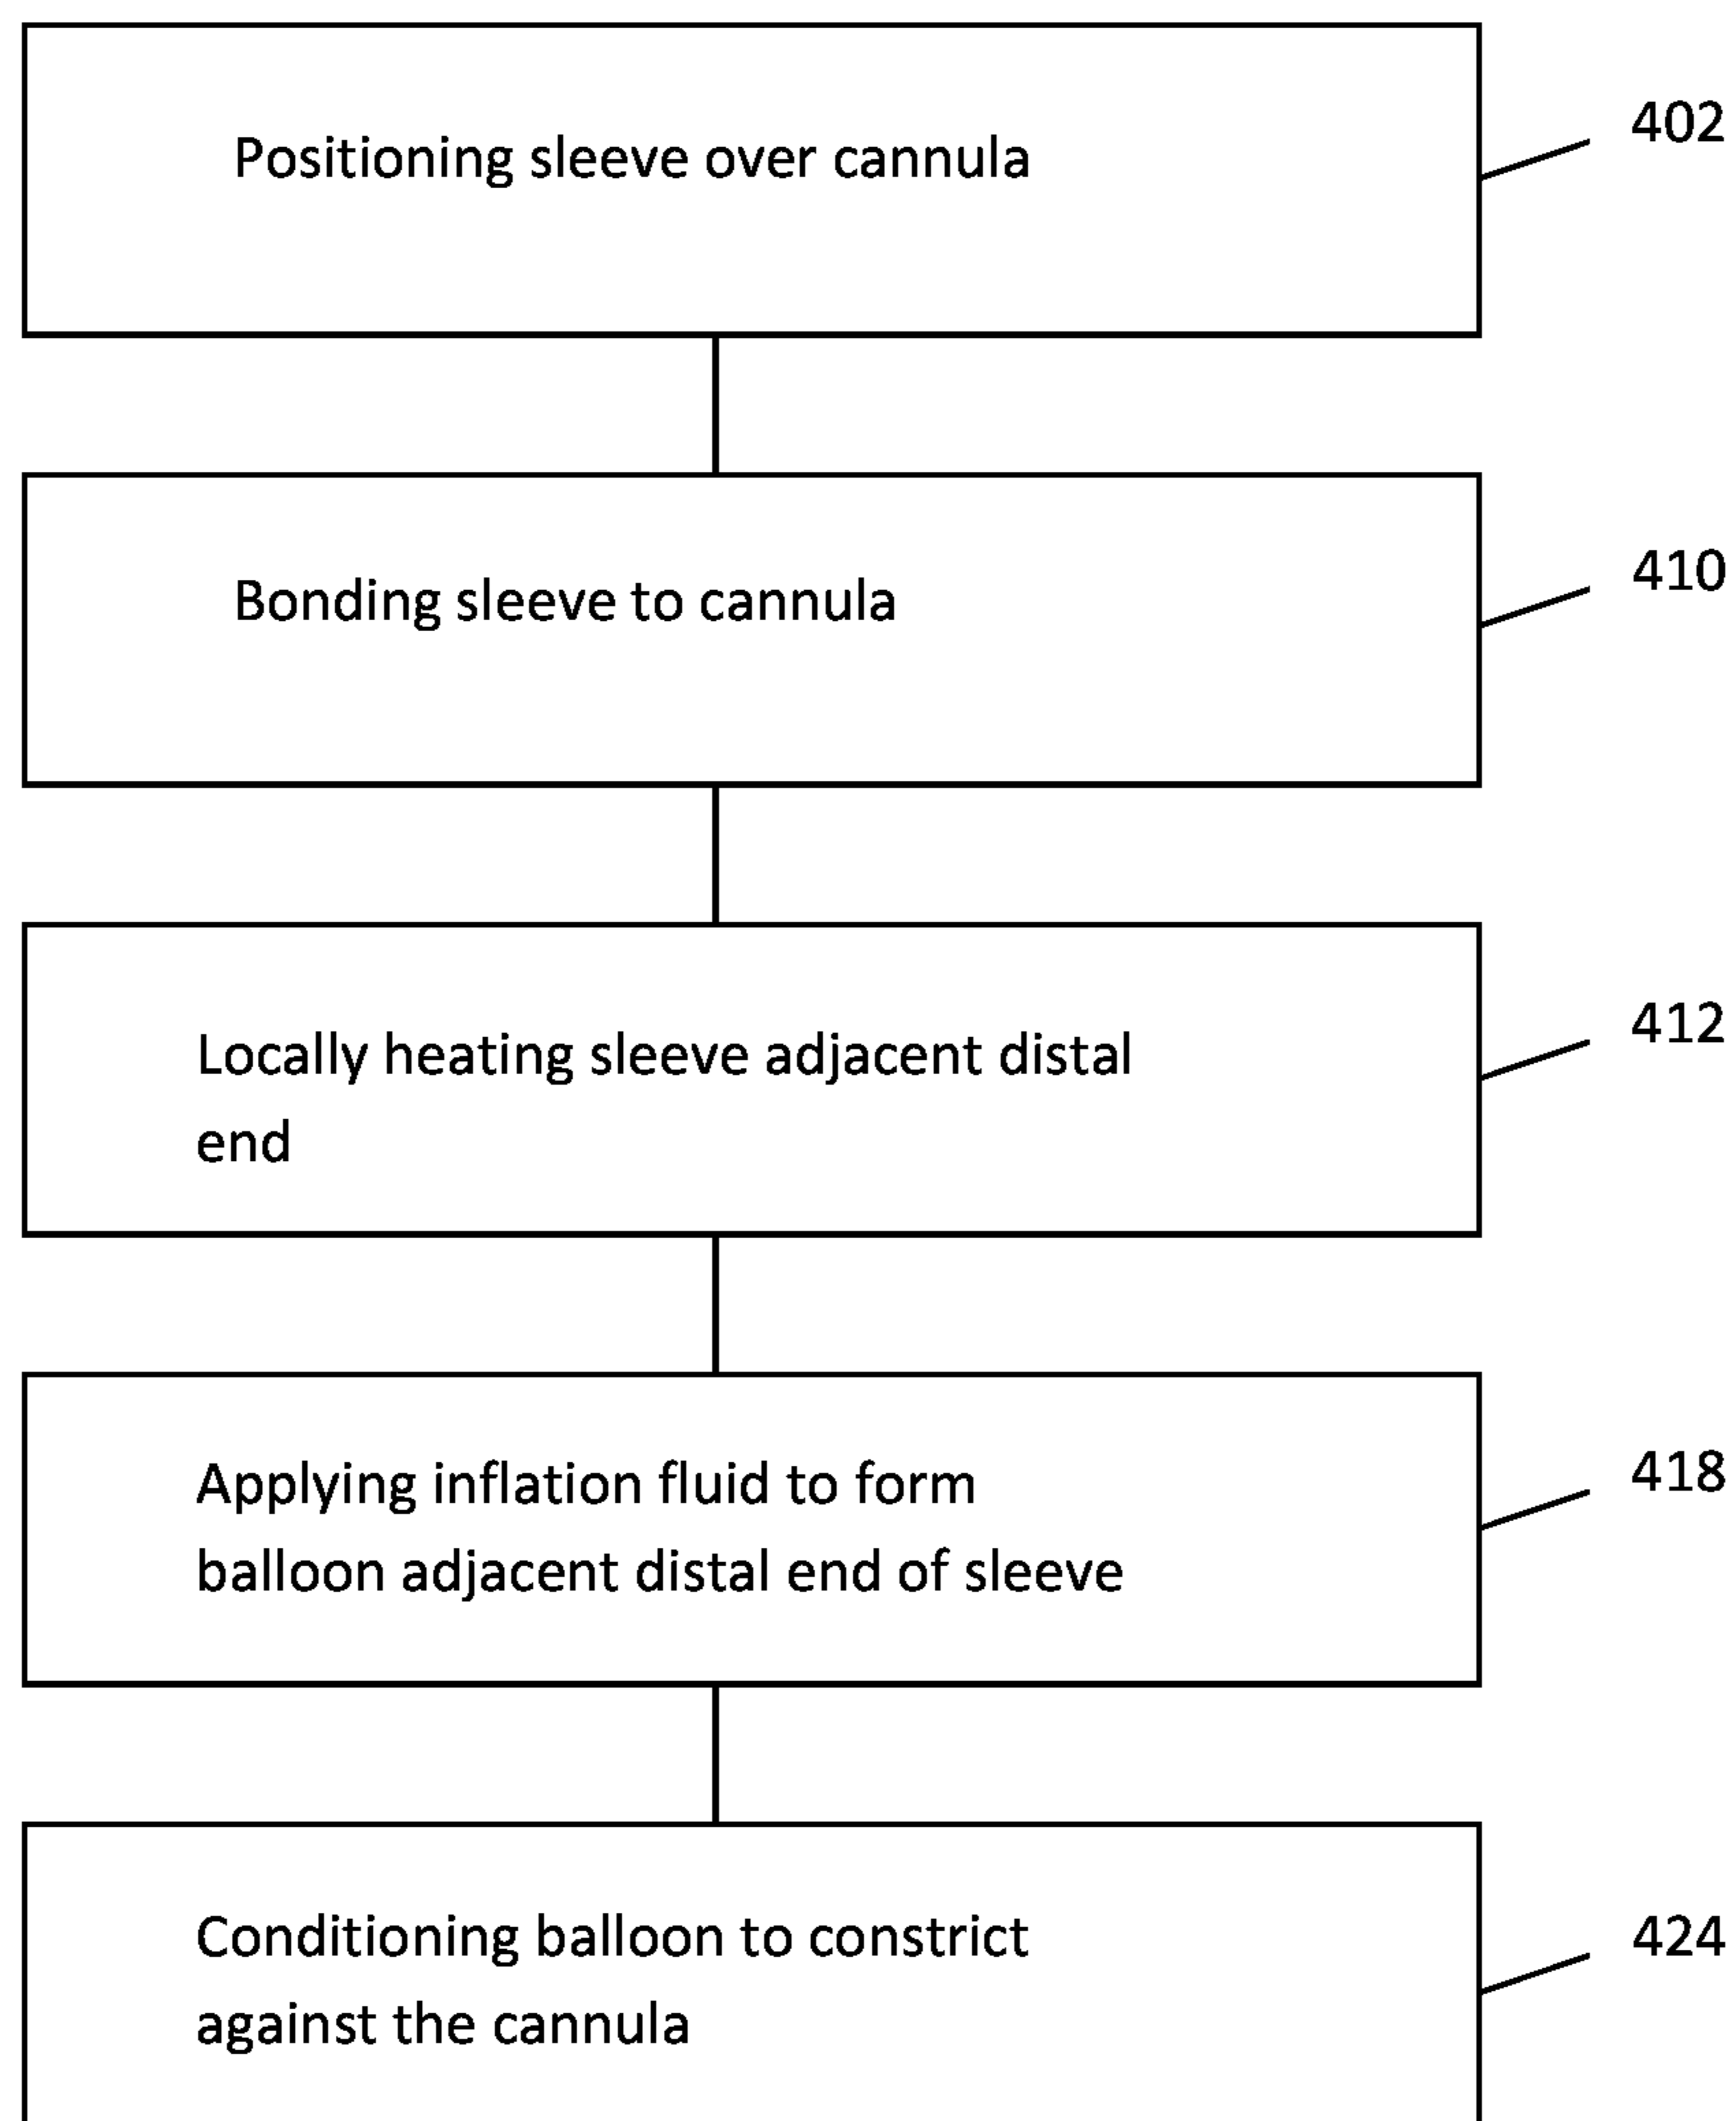 Positioning sleeve over cannula
402
Bonding sleeve to cannula
410
Locally heating sleeve adjacent distal
end
412
Applying inflation fluid to form
balloon adjacent distal end of sleeve
418
Conditioning balloon to constrict
against the cannula
424